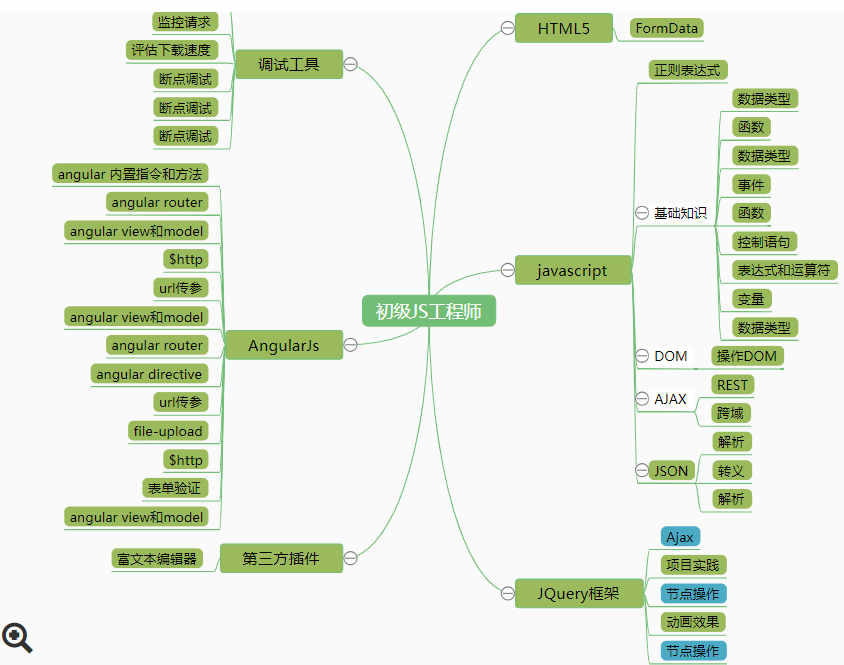 初级JS工程师
调试工具
监控请求
评估下载速度
断点调试
断点调试
断点调试
AngularJs
angular 内置指令和方法
angular router
angular view和model
$http
url传参
angular view和model
angular router
angular directive
url传参
file-upload
$http
表单验证
angular view和model
第三方插件
富文本编辑器
HTML5
FormData
javascript
正则表达式
基础知识
数据类型
函数
数据类型
事件
函数
控制语句
表达式和运算符
变量
数据类型
DOM
操作DOM
AJAX
REST
跨域
JSON
解析
转义
解析
JQuery框架
Ajax
项目实践
节点操作
动画效果
节点操作